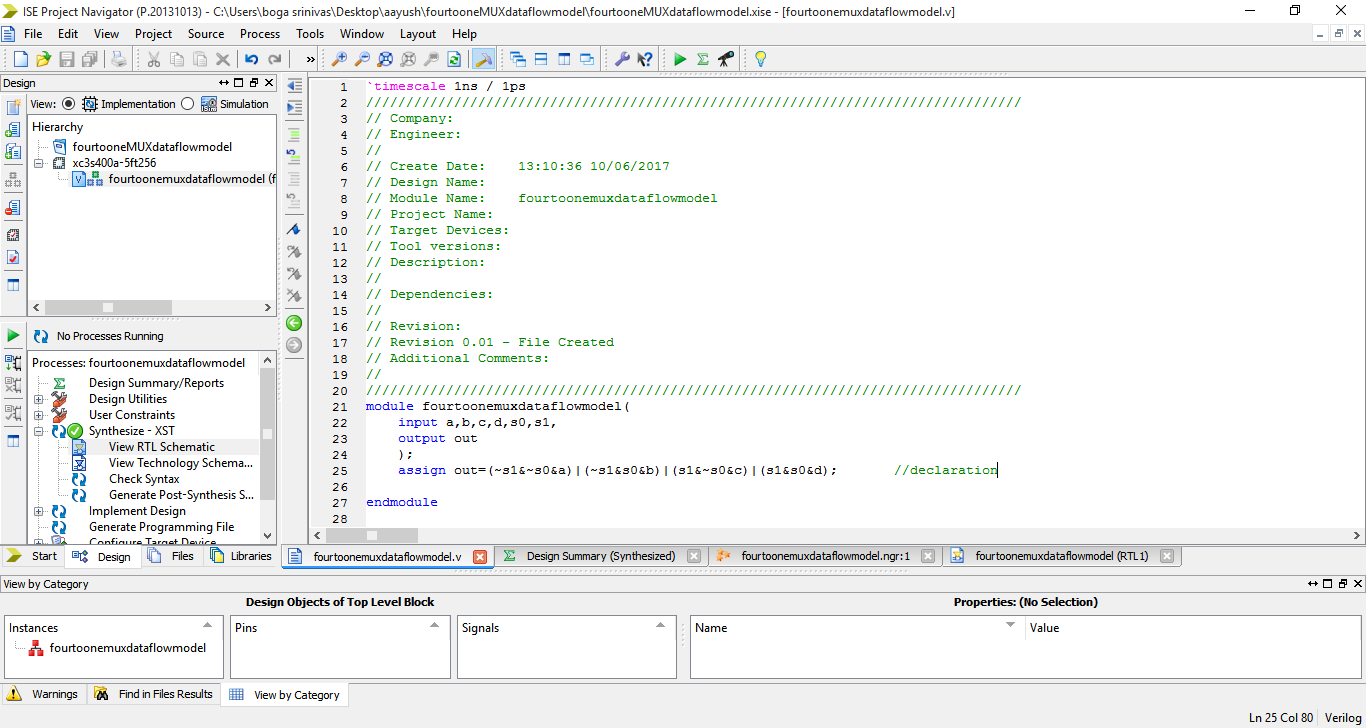 ISE Project Navigator (P.20131013) - C:\Users\boga srinivas\Desktop\aayush\fourtooneMUXdataflowmodel\fourtooneMUXdataflowmodel.xise - [fourtoonemuxdataflowmodel.v]
File Edit View Project Source Process Tools Window Layout Help
»
Design
View: Implementation Simulation
Hierarchy
fourtooneMUXdataflowmodel
xc3s400a-5ft256
fourtoonemuxdataflowmodel (f
No Processes Running
Processes: fourtoonemuxdataflowmodel
Design Summary/Reports
Design Utilities
User Constraints
Synthesize - XST
View RTL Schematic
View Technology Schema...
Check Syntax
Generate Post-Synthesis S...
Implement Design
Generate Programming File
Configure Target Device
Start Design Files Libraries
1 `timescale 1ns / 1ps
2 //////////////////////////////////////////////////////////////////////////////////
3 // Company:
4 // Engineer:
5 //
6 // Create Date:    13:10:36 10/06/2017
7 // Design Name:
8 // Module Name:    fourtoonemuxdataflowmodel
9 // Project Name:
10 // Target Devices:
11 // Tool versions:
12 // Description:
13 //
14 // Dependencies:
15 //
16 // Revision:
17 // Revision 0.01 - File Created
18 // Additional Comments:
19 //
20 //////////////////////////////////////////////////////////////////////////////////
21 module fourtoonemuxdataflowmodel(
22     input a,b,c,d,s0,s1,
23     output out
24     );
25     assign out=(~s1&~s0&a)|(~s1&s0&b)|(s1&~s0&c)|(s1&s0&d);       //declaration
26
27 endmodule
28
fourtoonemuxdataflowmodel.v Design Summary (Synthesized) fourtoonemuxdataflowmodel.ngr:1 fourtoonemuxdataflowmodel (RTL1)
View by Category
Design Objects of Top Level Block Properties: (No Selection)
Instances Pins Signals Name Value
fourtoonemuxdataflowmodel
Warnings Find in Files Results View by Category
Ln 25 Col 80 Verilog